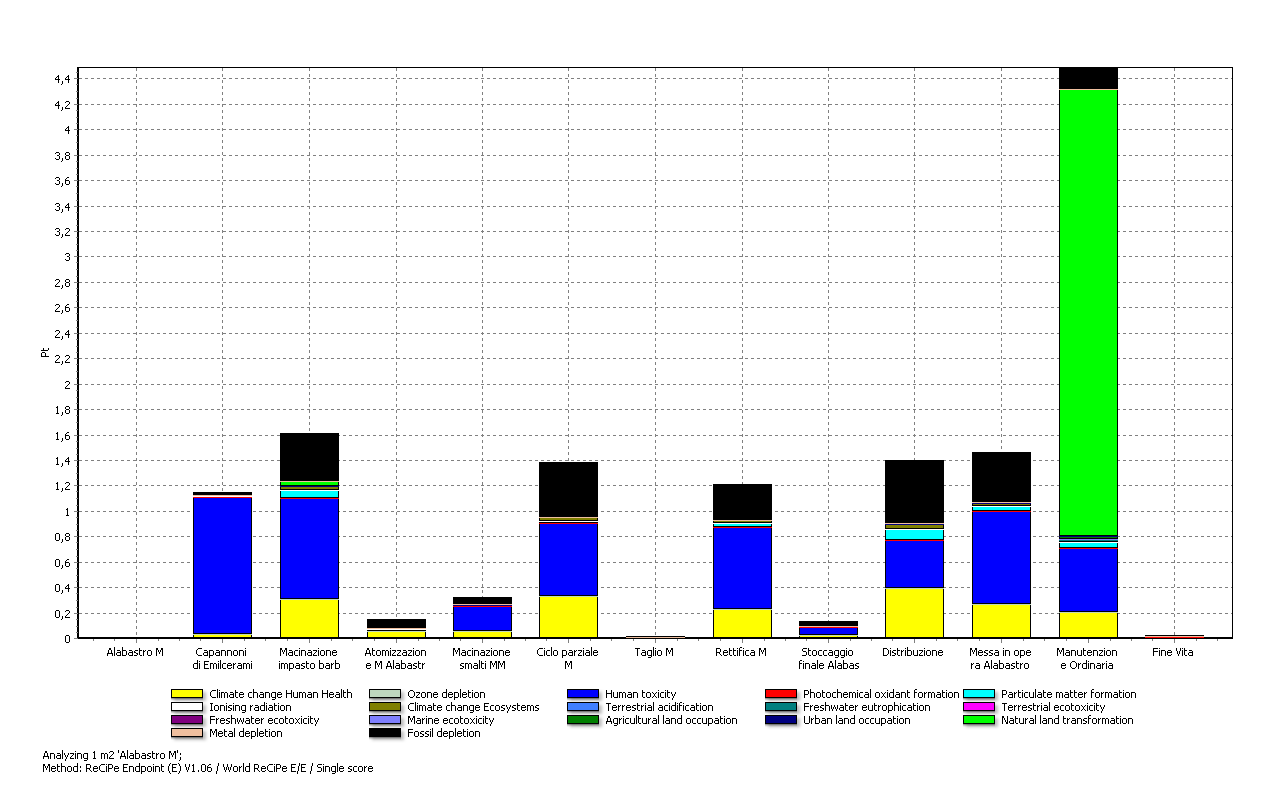 4,4
4,2
4
3,8
3,6
3,4
3,2
3
2,8
2,6
2,4
2,2
2
1,8
1,6
1,4
1,2
1
0,8
0,6
0,4
0,2
0
Pt
Alabastro M
Capannoni
di Emilcerami
Macinazione
impasto barb
Atomizzazion
e M Alabastr
Macinazione
smalti MM
Ciclo parziale
M
Taglio M
Rettifica M
Stoccaggio
finale Alabas
Distribuzione
Messa in ope
ra Alabastro
Manutenzion
e Ordinaria
Fine Vita
Climate change Human Health
Ozone depletion
Human toxicity
Photochemical oxidant formation
Particulate matter formation
Ionising radiation
Climate change Ecosystems
Terrestrial acidification
Freshwater eutrophication
Terrestrial ecotoxicity
Freshwater ecotoxicity
Marine ecotoxicity
Agricultural land occupation
Urban land occupation
Natural land transformation
Metal depletion
Fossil depletion
Analyzing 1 m2 'Alabastro M';
Method: ReCiPe Endpoint (E) V1.06 / World ReCiPe E/E / Single score